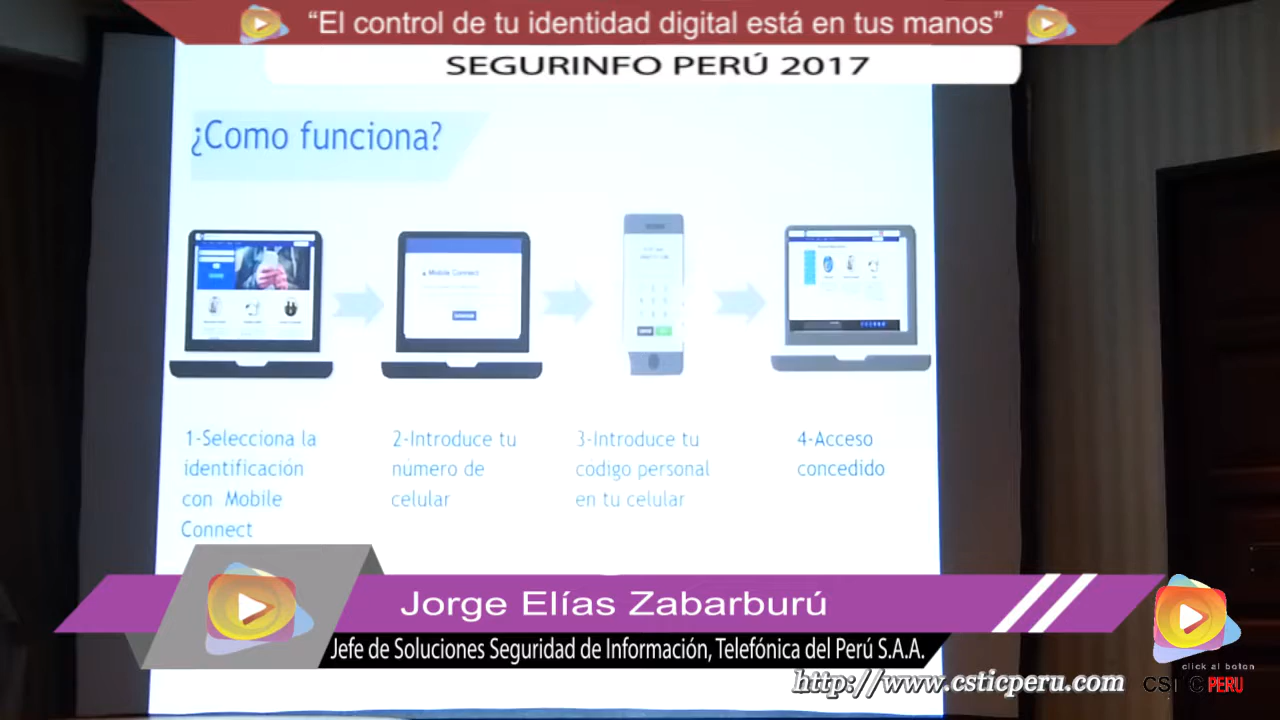 “El control de tu identidad digital está en tus manos”
SEGURINFO PERÚ 2017
¿Como funciona?
Mobile Connect
1-Selecciona la
identificación
con Mobile
Connect
2-Introduce tu
número de
celular
3-Introduce tu
código personal
en tu celular
4-Acceso
concedido
Jorge Elías Zabarburú
Jefe de Soluciones Seguridad de Información, Telefónica del Perú S.A.A.
http://www.csticperu.com
click al boton
PERU